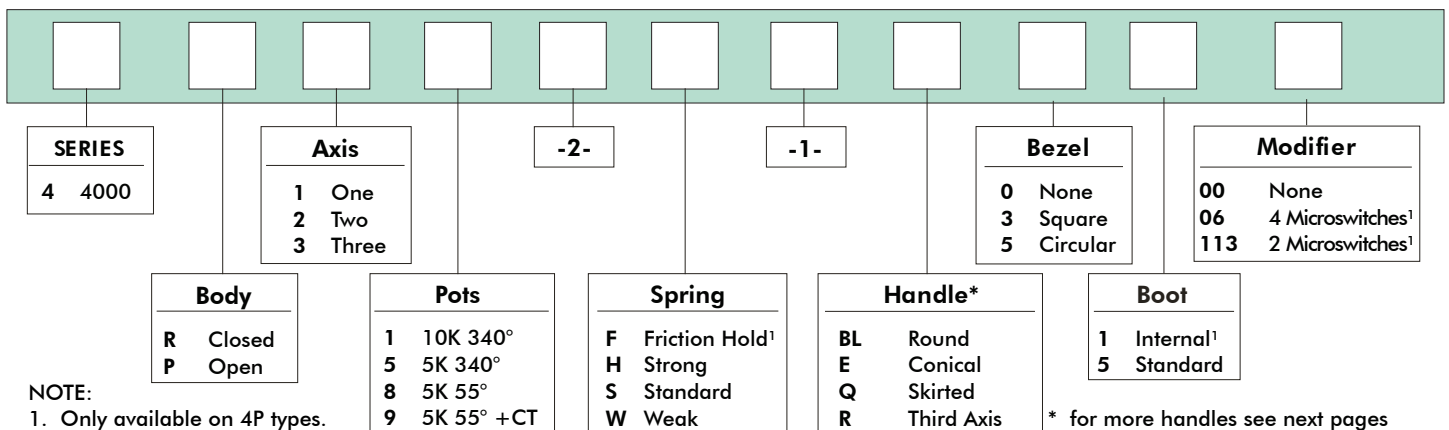 SERIES
4 4000
Axis
1 One
2 Two
3 Three
-2-
-1-
Bezel
0 None
3 Square
5 Circular
Modifier
00 None
06 4 Microswitches¹
113 2 Microswitches¹
Body
R Closed
P Open
Pots
1 10K 340°
5 5K 340°
8 5K 55°
9 5K 55° +CT
Spring
F Friction Hold¹
H Strong
S Standard
W Weak
Handle*
BL Round
E Conical
Q Skirted
R Third Axis
Boot
1 Internal¹
5 Standard
NOTE:
1. Only available on 4P types.
* for more handles see next pages